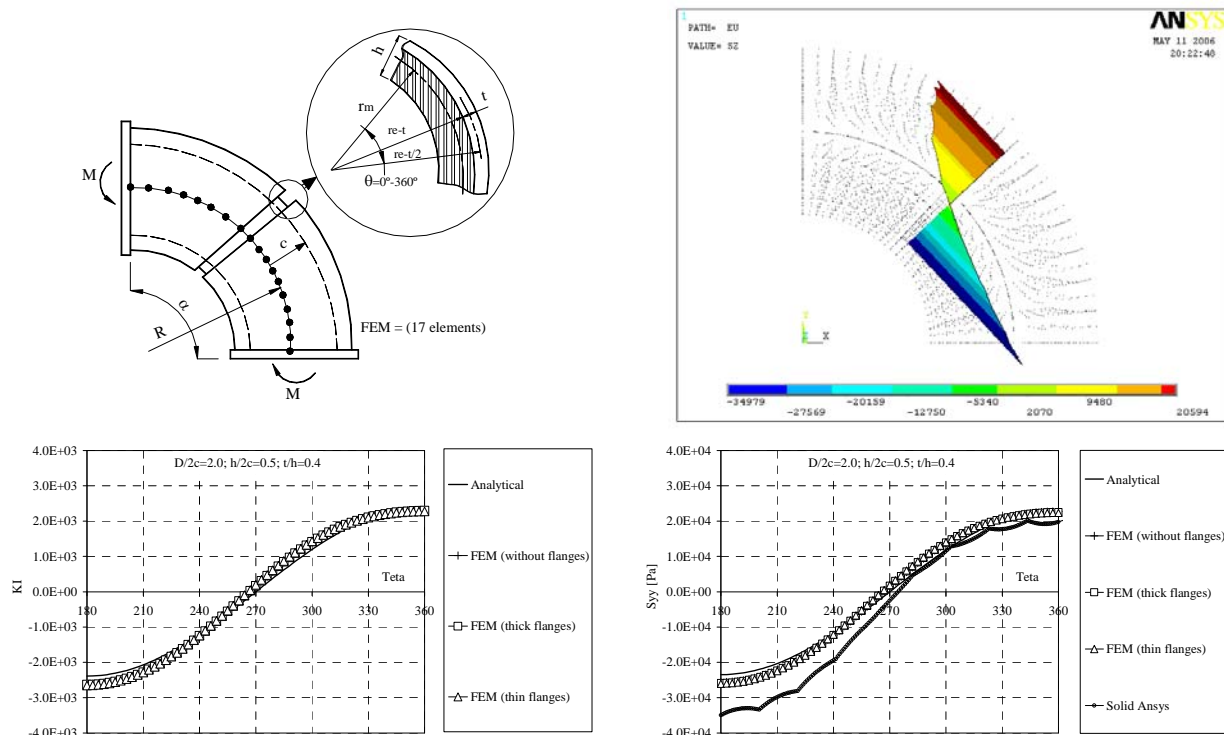 h
t
rm
re-t
re-t/2
θ=0º-360º
M
c
α
R
FEM = (17 elements)
M
1
PATH= EU
VALUE= SZ
ANSYS
MAY 11 2006
20:22:40
X
-34979
-27569
-20159
-12750
-5340
2070
9480
20594
D/2c=2.0; h/2c=0.5; t/h=0.4
4.0E+03
3.0E+03
2.0E+03
1.0E+03
0.0E+00
-1.0E+03
-2.0E+03
-3.0E+03
-4.0E+03
KI
180
210
240
270
300
330
360
Teta
Analytical
FEM (without flanges)
FEM (thick flanges)
FEM (thin flanges)
D/2c=2.0; h/2c=0.5; t/h=0.4
4.0E+04
3.0E+04
2.0E+04
1.0E+04
0.0E+00
-1.0E+04
-2.0E+04
-3.0E+04
-4.0E+04
Syy [Pa]
180
210
240
270
300
330
360
Teta
Analytical
FEM (without flanges)
FEM (thick flanges)
FEM (thin flanges)
Solid Ansys